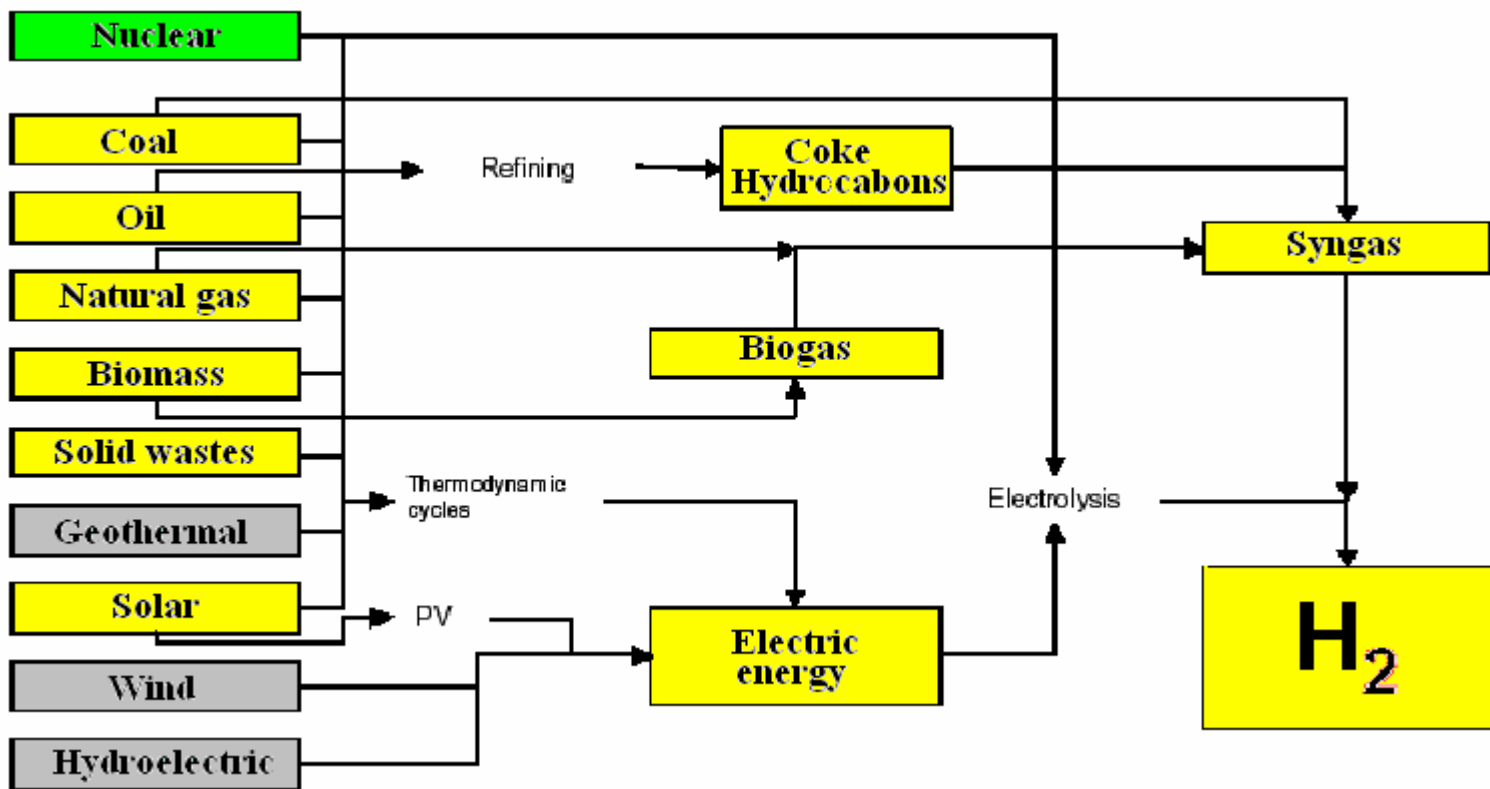 Nuclear
Coal
Oil
Natural gas
Biomass
Solid wastes
Geothermal
Solar
Wind
Hydroelectric
Refining
Coke
Hydrocabons
Biogas
Thermodynamic
cycles
PV
Electric
energy
Electrolysis
Syngas
H2